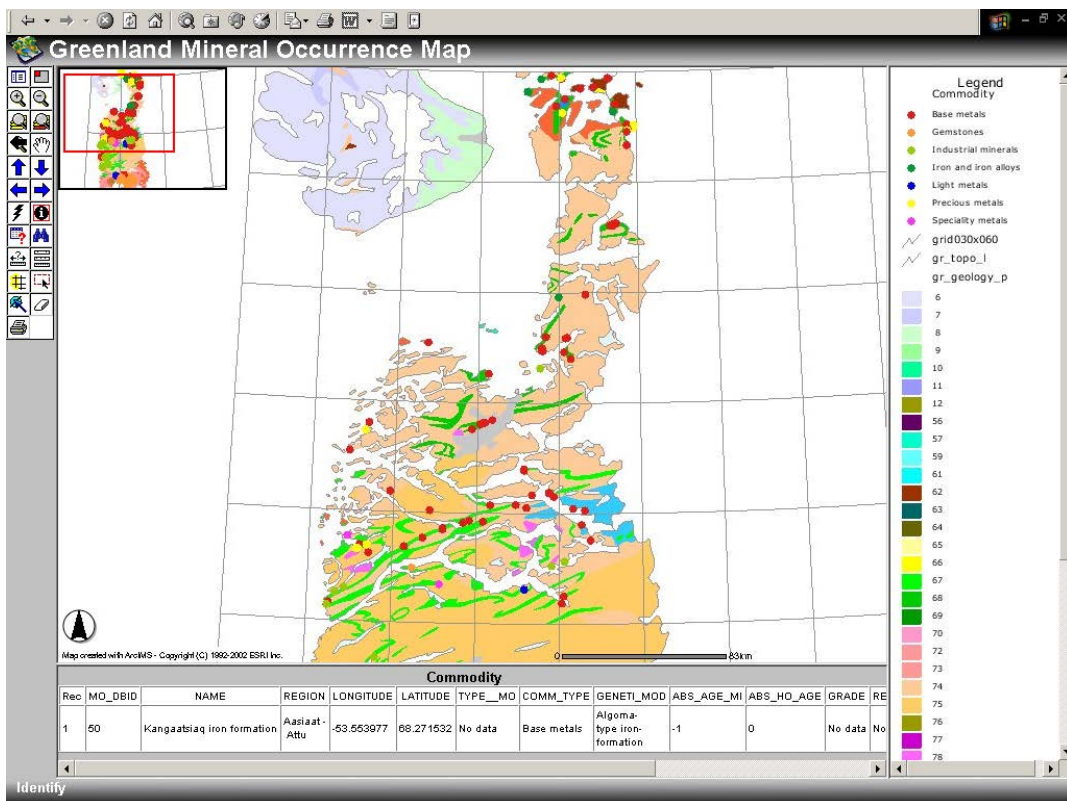 Greenland Mineral Occurrence Map
Legend
Commodity
Base metals
Gemstones
Industrial minerals
Iron and iron alloys
Light metals
Precious metals
Speciality metals
grid030x060
gr_topo_l
gr_geology_p
6
7
8
9
10
11
12
56
57
59
61
62
63
64
65
66
67
68
69
70
72
73
74
75
76
77
78
Map created with ArcIMS - Copyright (C) 1992-2002 ESRI Inc.
0 83km
Commodity
Rec MO_DBID NAME REGION LONGITUDE LATITUDE TYPE__MO COMM_TYPE GENETI_MOD ABS_AGE_MI ABS_HO_AGE GRADE RE
1 50 Kangaatsiaq iron formation Aasiaat - Attu -53.553977 68.271532 No data Base metals Algoma-type iron-formation -1 0 No data No
Identify